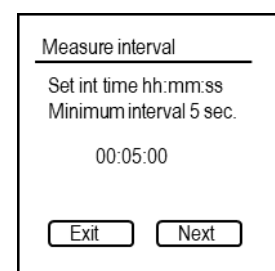 Measure interval
Set int time hh:mm:ss
Minimum interval 5 sec.
00:05:00
Exit Next